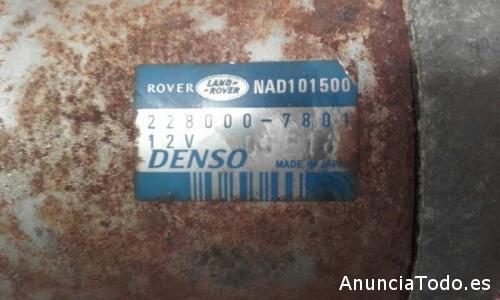 ROVER LAND-ROVER NAD101500
228000-7801
12V
DENSO MADE IN JAPAN
AnunciaTodo.es